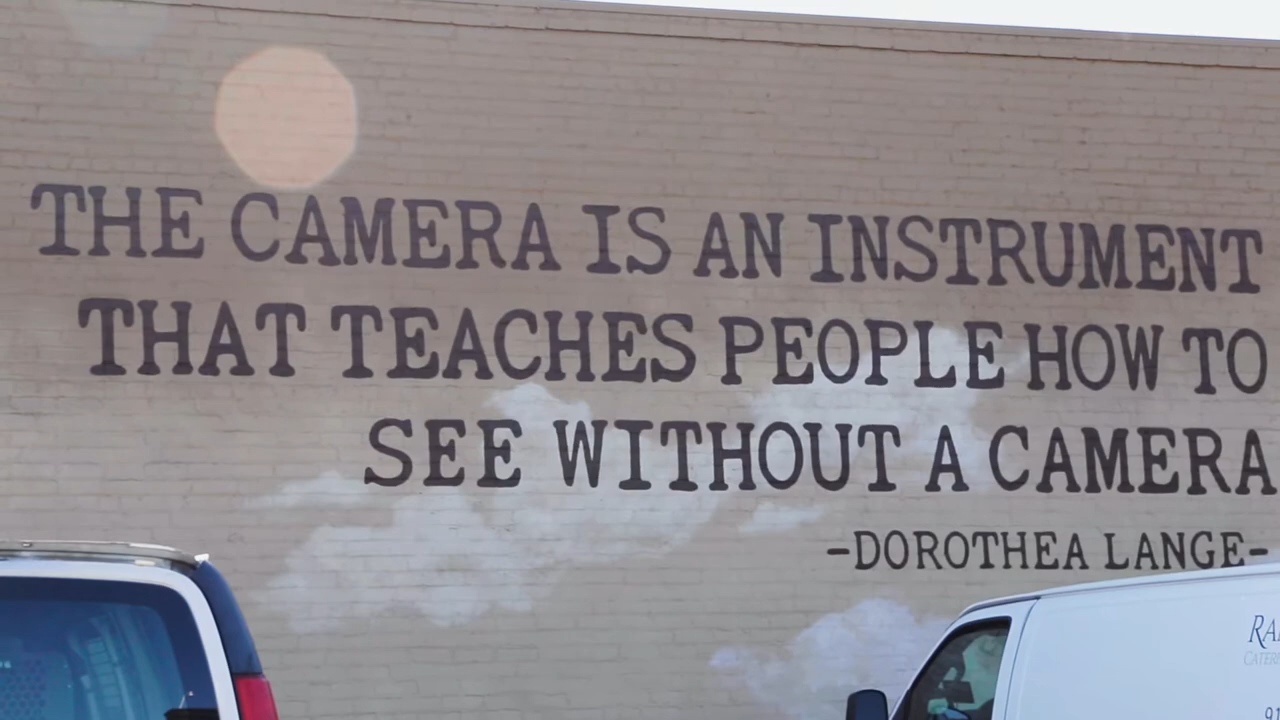 THE CAMERA IS AN INSTRUMENT
THAT TEACHES PEOPLE HOW TO
SEE WITHOUT A CAMERA
-DOROTHEA LANGE-